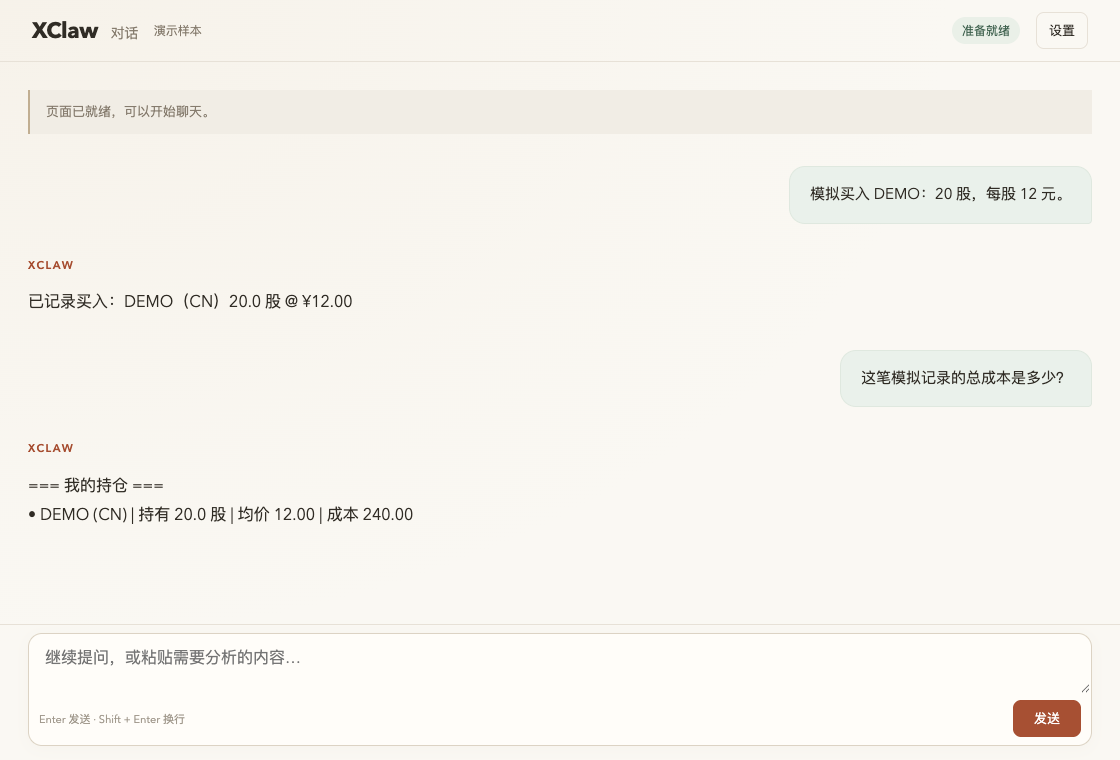 XClaw 对话 演示样本 准备就绪 设置
页面已就绪，可以开始聊天。
模拟买入 DEMO：20 股，每股 12 元。
XCLAW
已记录买入：DEMO（CN）20.0 股 @ ¥12.00
这笔模拟记录的总成本是多少？
XCLAW
=== 我的持仓 ===
• DEMO (CN) | 持有 20.0 股 | 均价 12.00 | 成本 240.00
继续提问，或粘贴需要分析的内容…
Enter 发送 · Shift + Enter 换行 发送